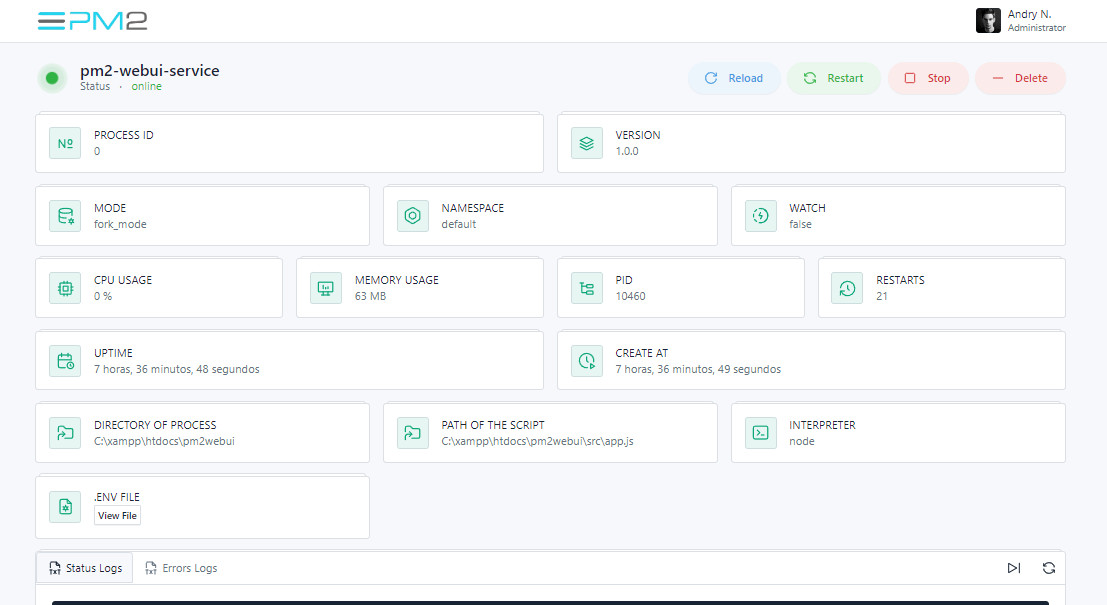 PM2
Andry N.
Administrator
pm2-webui-service
Status · online
Reload
Restart
Stop
Delete
Nº
PROCESS ID
0
VERSION
1.0.0
MODE
fork_mode
NAMESPACE
default
WATCH
false
CPU USAGE
0 %
MEMORY USAGE
63 MB
PID
10460
RESTARTS
21
UPTIME
7 horas, 36 minutos, 48 segundos
CREATE AT
7 horas, 36 minutos, 49 segundos
DIRECTORY OF PROCESS
C:\xampp\htdocs\pm2webui
PATH OF THE SCRIPT
C:\xampp\htdocs\pm2webui\src\app.js
INTERPRETER
node
.ENV FILE
View File
TXT
Status Logs
TXT
Errors Logs